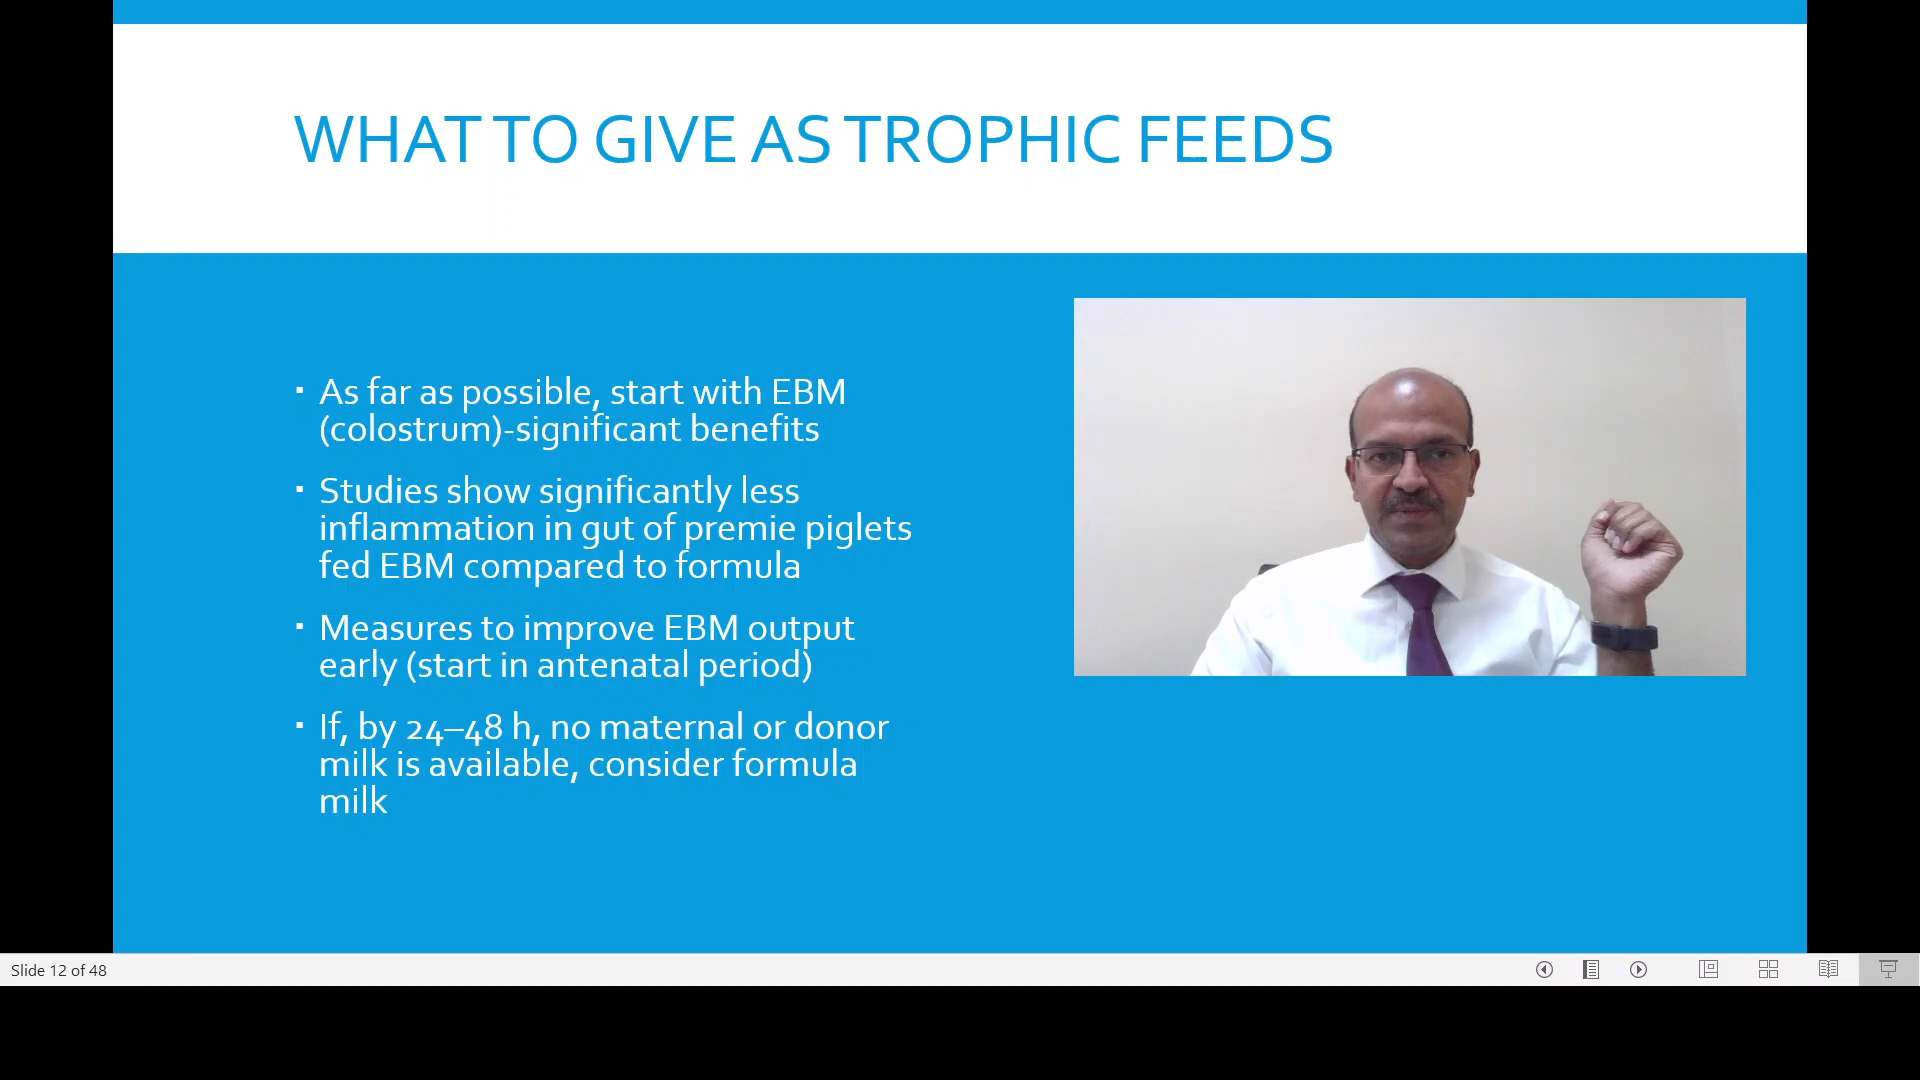 WHAT TO GIVE AS TROPHIC FEEDS
▪ As far as possible, start with EBM
(colostrum)-significant benefits
▪ Studies show significantly less
inflammation in gut of premie piglets
fed EBM compared to formula
▪ Measures to improve EBM output
early (start in antenatal period)
▪ If, by 24–48 h, no maternal or donor
milk is available, consider formula
milk
Slide 12 of 48